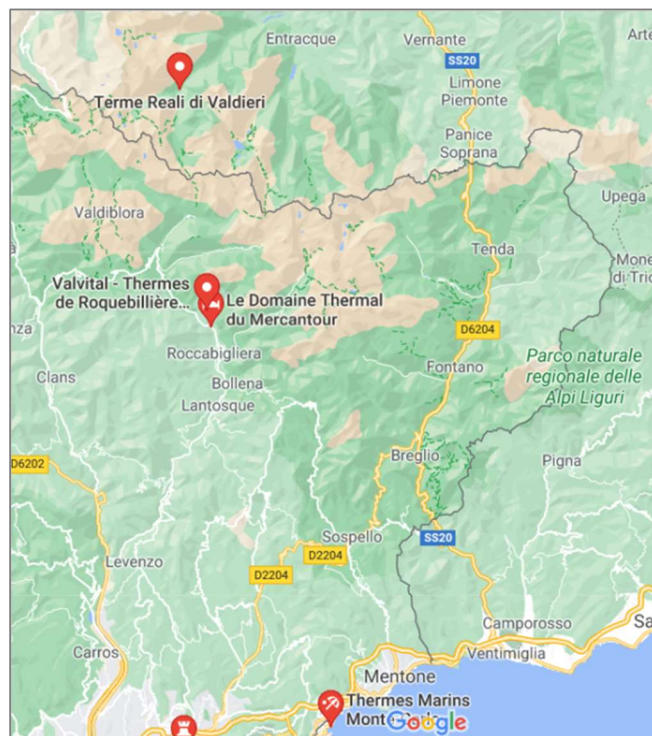 Entracque
Vernante
Arte
SS20
Limone
Piemonte
Terme Reali di Valdieri
Panice
Soprana
Upega
Valdiblora
Tenda
Mone
di Tric
Valvital - Thermes
de Roquebillière...
Le Domaine Thermal
du Mercantour
nza
D6204
Roccabigliera
Parco naturale
regionale delle
Alpi Liguri
Clans
Fontano
Bollena
Lantosque
Breglio
D6202
Pigna
Sospello
SS20
D2204
Levenzo
D2204
Camporosso
Sa
Carros
Ventimiglia
Mentone
Thermes Marins
Google